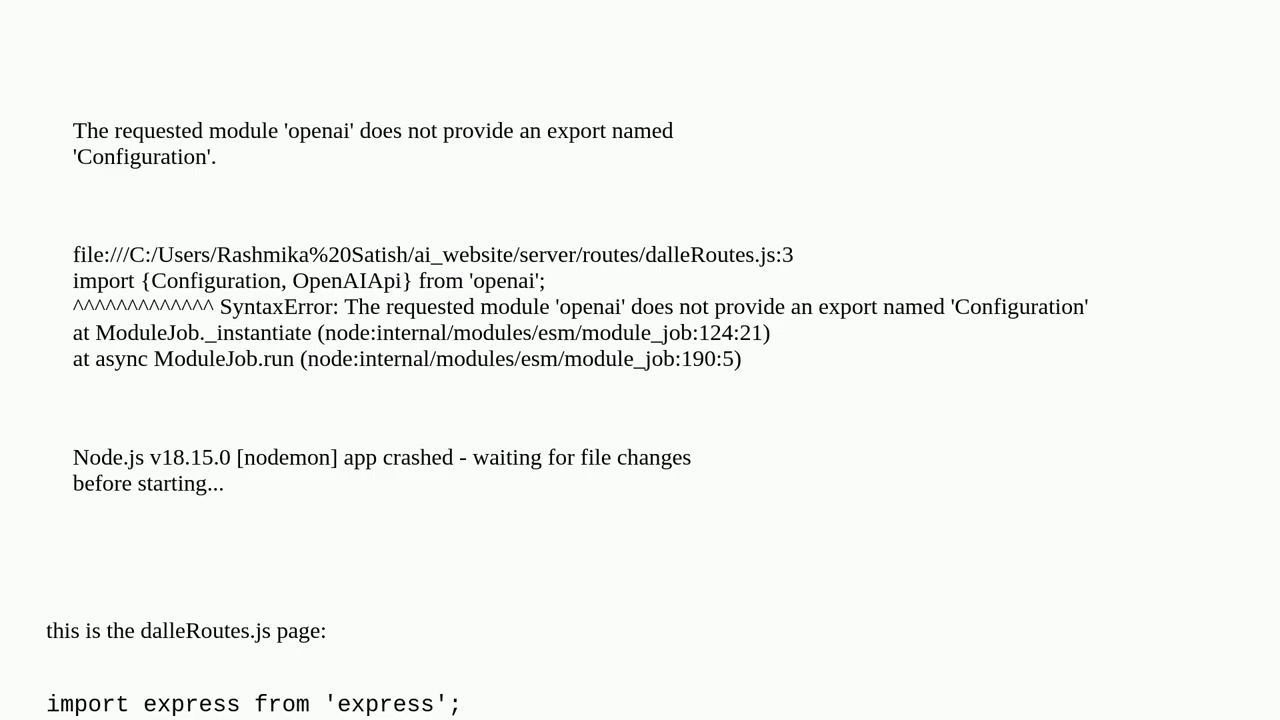 The requested module 'openai' does not provide an export named
'Configuration'.
file:///C:/Users/Rashmika%20Satish/ai_website/server/routes/dalleRoutes.js:3
import {Configuration, OpenAIApi} from 'openai';
^^^^^^^^^^^^^ SyntaxError: The requested module 'openai' does not provide an export named 'Configuration'
at ModuleJob._instantiate (node:internal/modules/esm/module_job:124:21)
at async ModuleJob.run (node:internal/modules/esm/module_job:190:5)
Node.js v18.15.0 [nodemon] app crashed - waiting for file changes
before starting...
this is the dalleRoutes.js page:
import express from 'express';